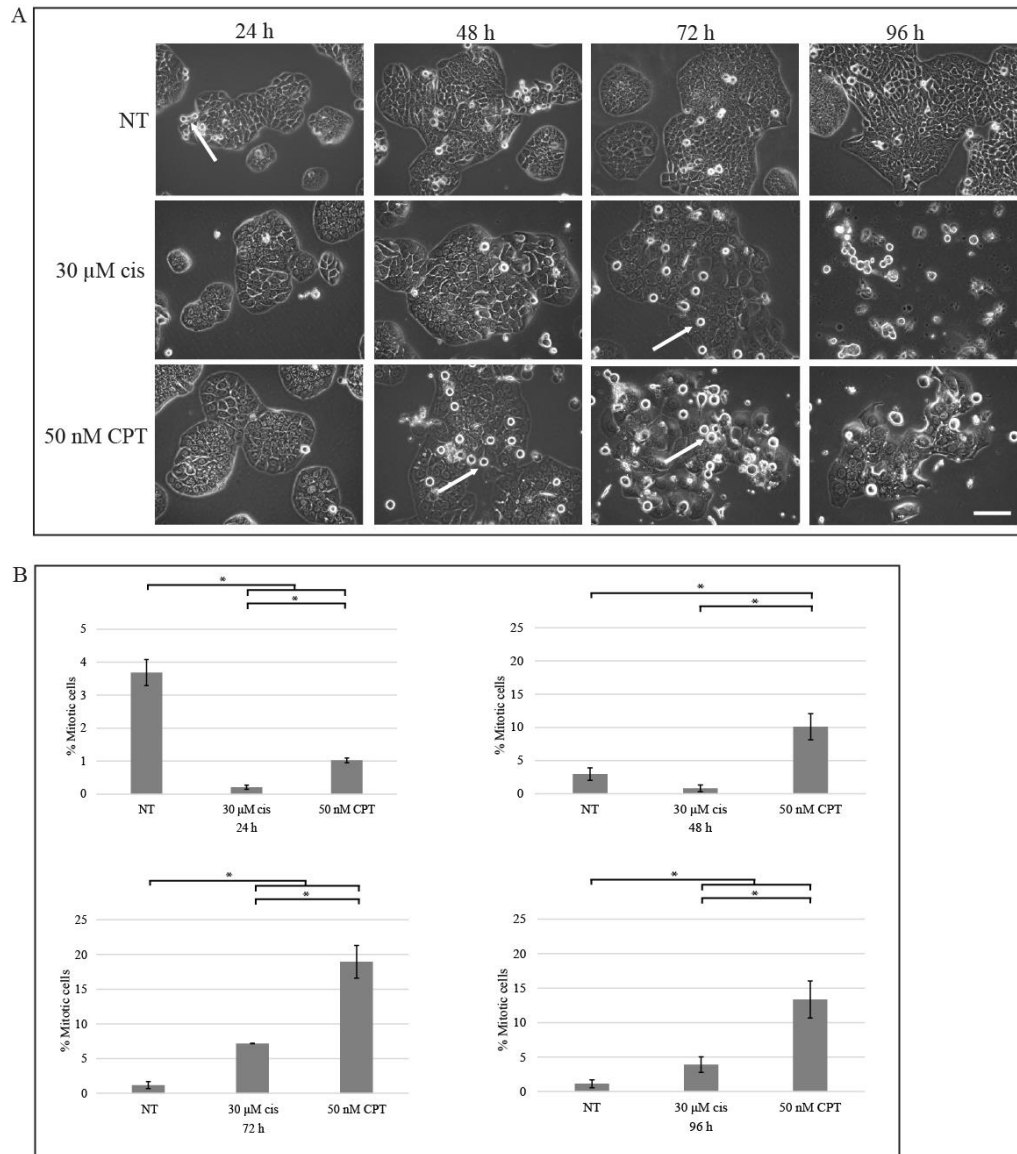 A
24 h 48 h 72 h 96 h
NT
30 µM cis
50 nM CPT
B
*
*
5
4
3
2
1
0
% Mitotic cells
NT 30 µM cis 50 nM CPT
24 h
*
*
25
20
15
10
5
0
% Mitotic cells
NT 30 µM cis 50 nM CPT
48 h
*
*
25
20
15
10
5
0
% Mitotic cells
NT 30 µM cis 50 nM CPT
72 h
*
*
25
20
15
10
5
0
% Mitotic cells
NT 30 µM cis 50 nM CPT
96 h